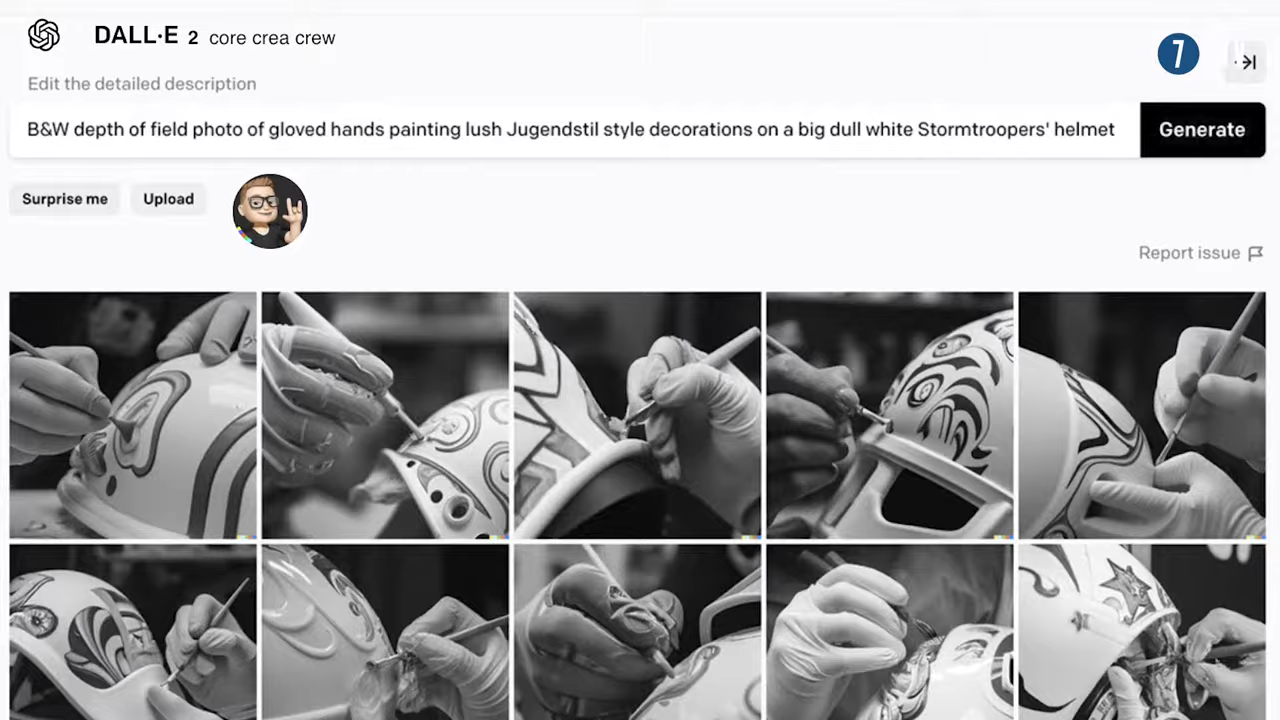 DALL·E 2 core crea crew
7
Edit the detailed description
B&W depth of field photo of gloved hands painting lush Jugendstil style decorations on a big dull white Stormtroopers' helmet
Generate
Surprise me
Upload
Report issue